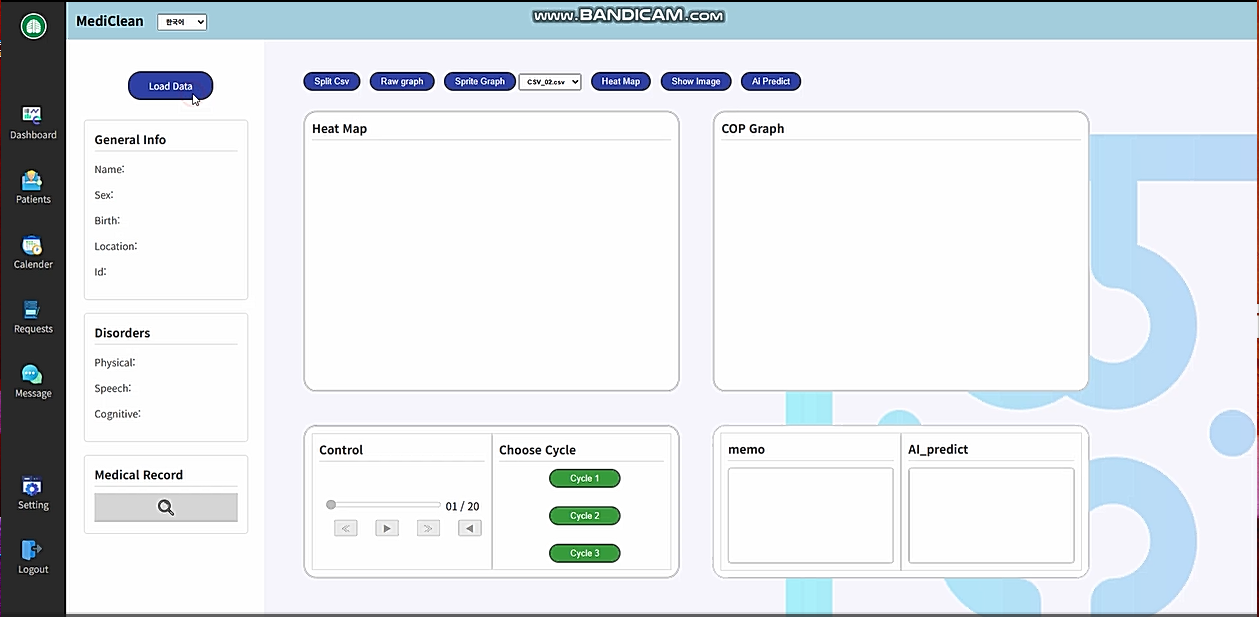 www.BANDICAM.com
MediClean
한국어
Load Data
Split Csv
Raw graph
Sprite Graph
CSV_02.csv
Heat Map
Show Image
Ai Predict
Dashboard
Patients
Calender
Requests
Message
Setting
Logout
General Info
Name:
Sex:
Birth:
Location:
Id:
Disorders
Physical:
Speech:
Cognitive:
Medical Record
Heat Map
COP Graph
Control
01 / 20
Choose Cycle
Cycle 1
Cycle 2
Cycle 3
memo
AI_predict